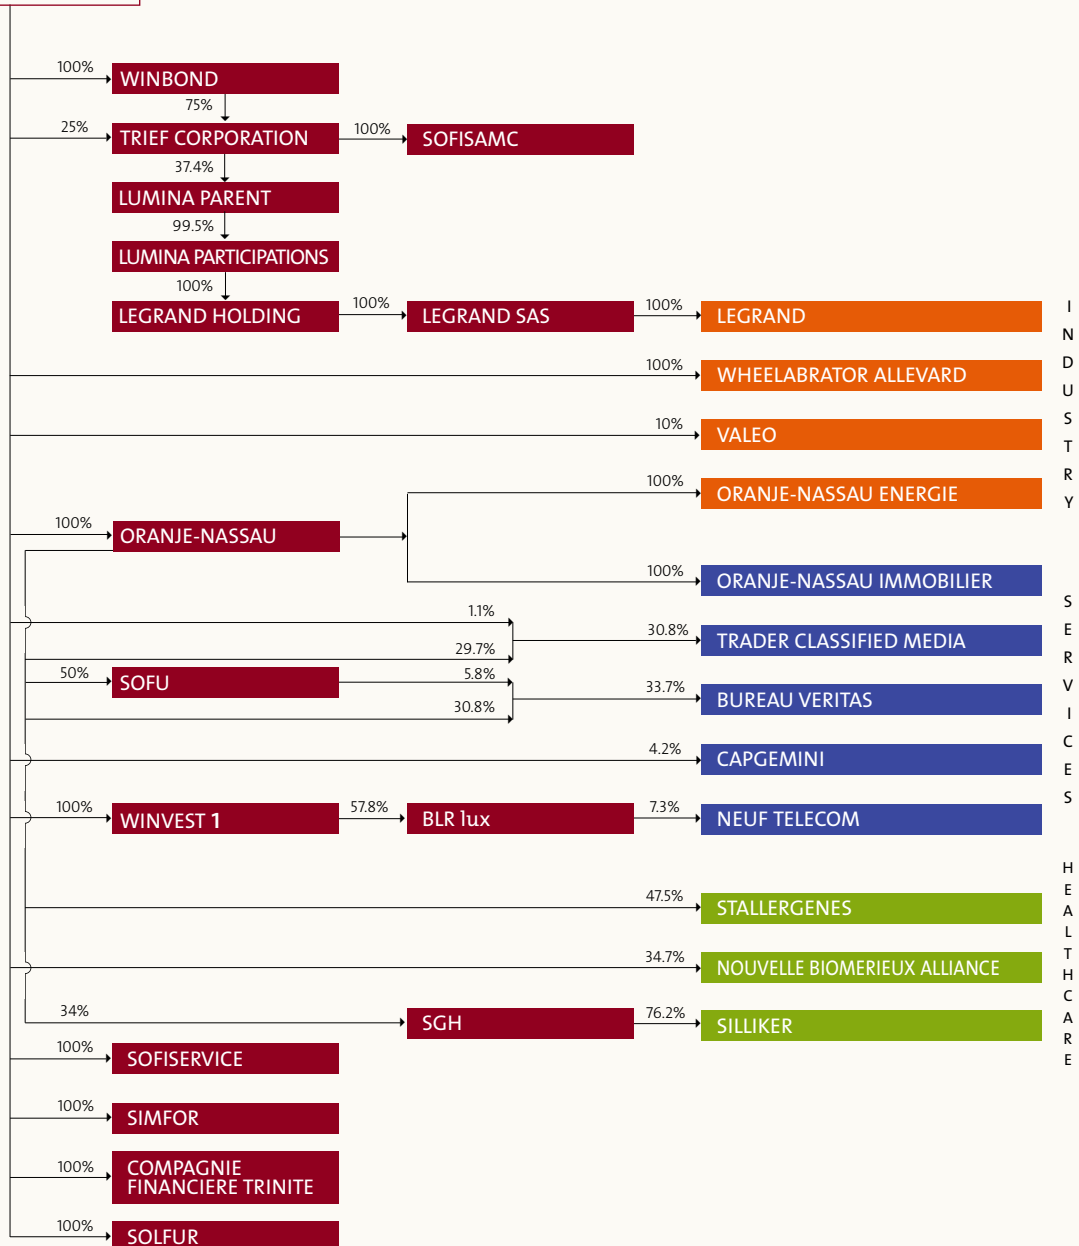 100%
WINBOND
75%
25%
TRIEF CORPORATION
100%
SOFISAMC
37.4%
LUMINA PARENT
99.5%
LUMINA PARTICIPATIONS
100%
LEGRAND HOLDING
100%
LEGRAND SAS
100%
LEGRAND
100%
WHEELABRATOR ALLEVARD
10%
VALEO
100%
ORANJE-NASSAU ENERGIE
INDUSTRY
100%
ORANJE-NASSAU
100%
ORANJE-NASSAU IMMOBILIER
1.1%
29.7%
30.8%
TRADER CLASSIFIED MEDIA
50%
SOFU
5.8%
30.8%
33.7%
BUREAU VERITAS
4.2%
CAPGEMINI
100%
WINVEST 1
57.8%
BLR lux
7.3%
NEUF TELECOM
SERVICES
47.5%
STALLERGENES
34.7%
NOUVELLE BIOMERIEUX ALLIANCE
34%
SGH
76.2%
SILLIKER
HEALTHCARE
100%
SOFISERVICE
100%
SIMFOR
100%
COMPAGNIE
FINANCIERE TRINITE
100%
SOLFUR